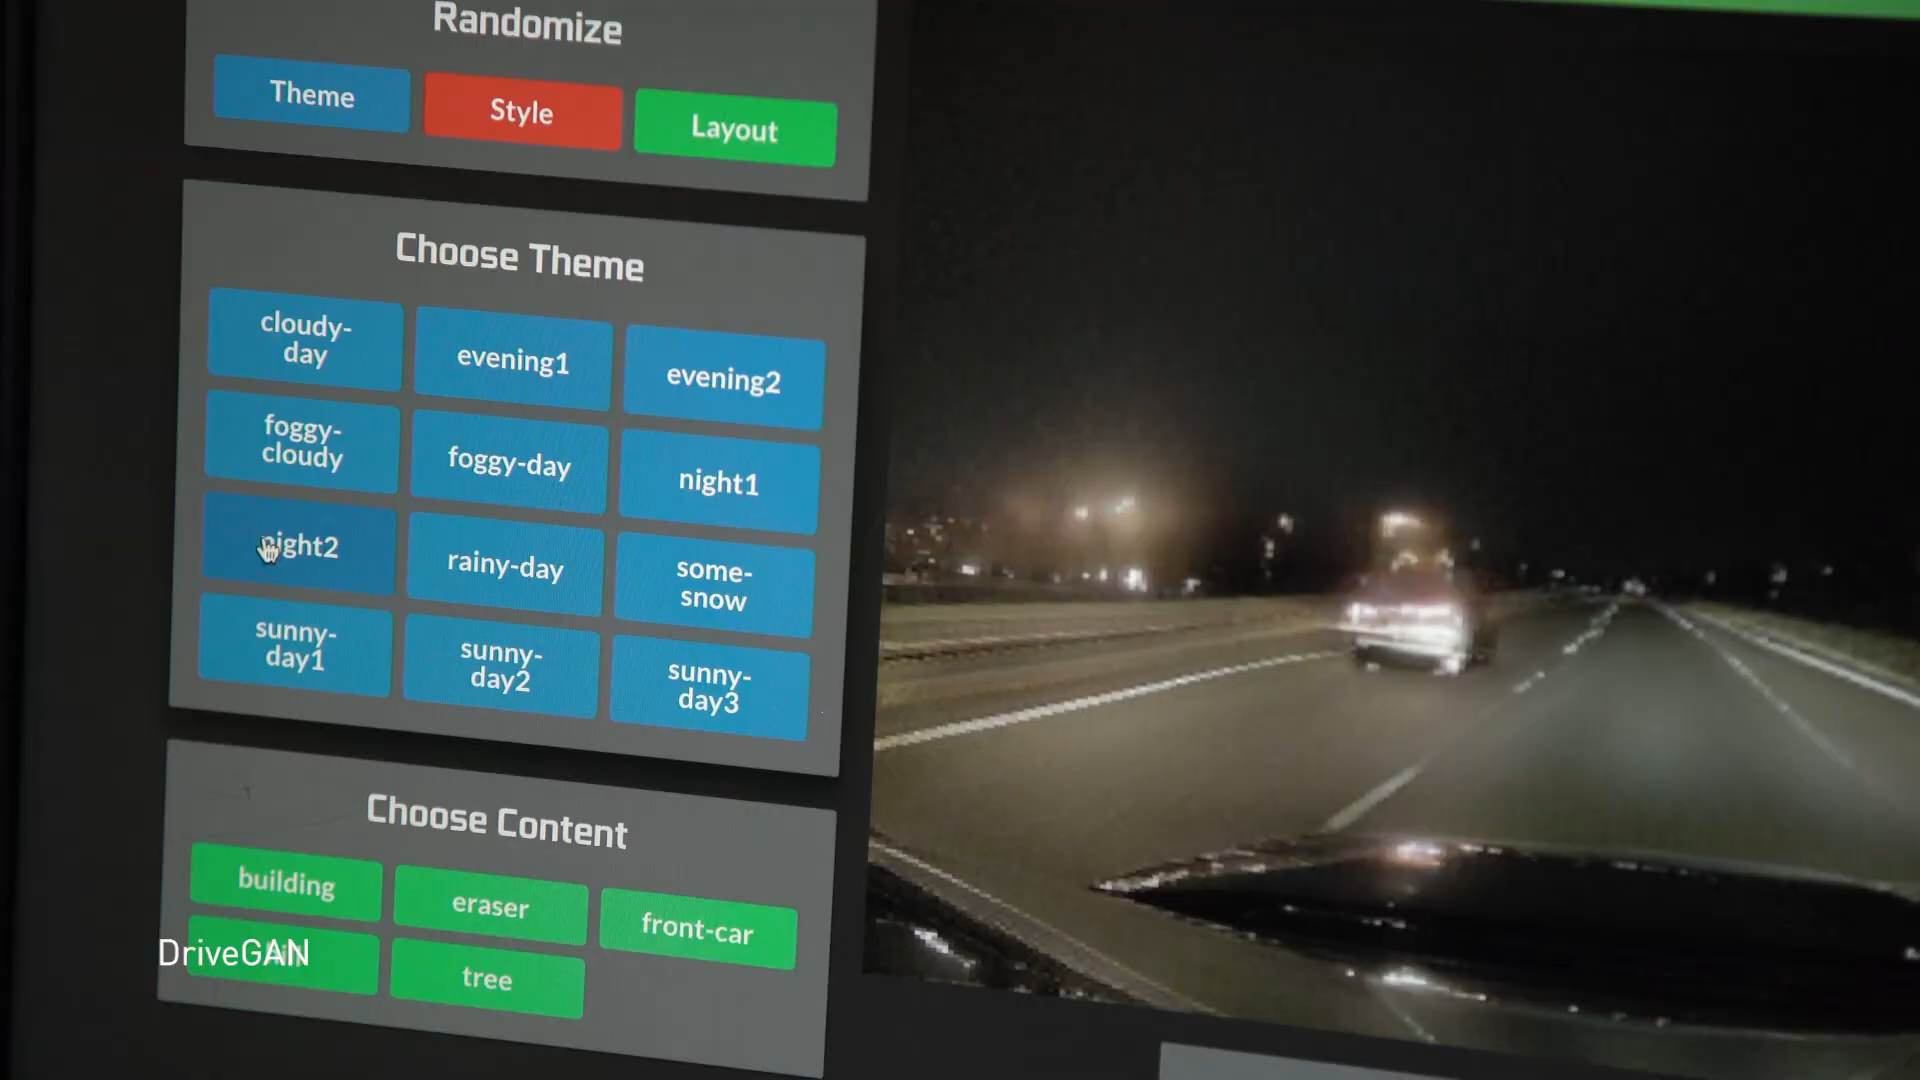 Randomize
Theme
Style
Layout
Choose Theme
cloudy-
day
evening1
evening2
foggy-
cloudy
foggy-day
night1
night2
rainy-day
some-
snow
sunny-
day1
sunny-
day2
sunny-
day3
Choose Content
building
eraser
front-car
DriveGAN
tree